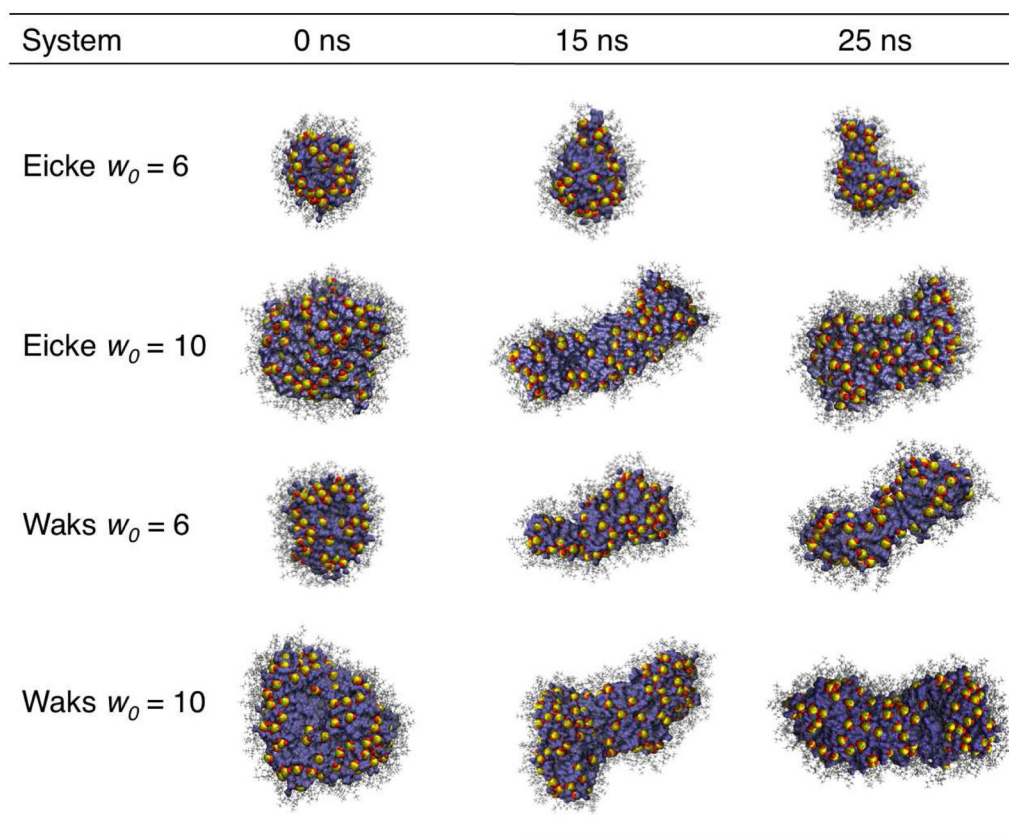 System 0 ns 15 ns 25 ns
Eicke w₀ = 6
Eicke w₀ = 10
Waks w₀ = 6
Waks w₀ = 10